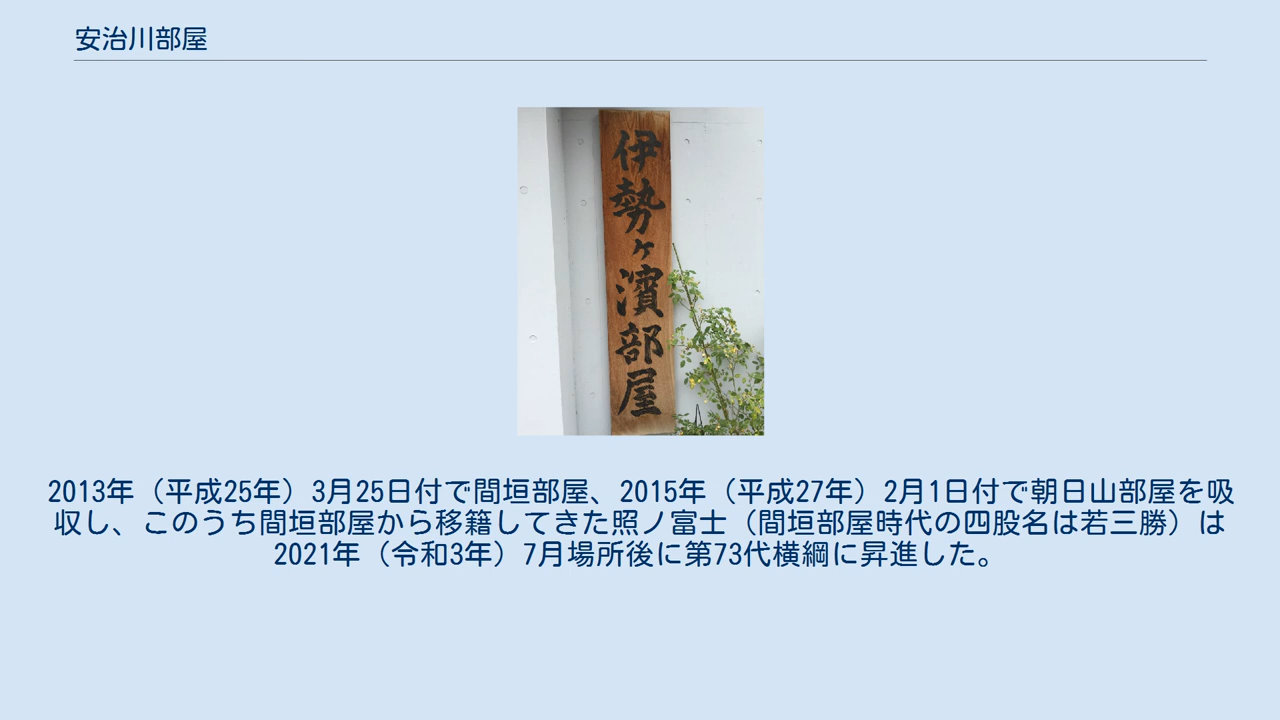 安治川部屋
伊勢ヶ濱部屋
2013年（平成25年）3月25日付で間垣部屋、2015年（平成27年）2月1日付で朝日山部屋を吸
収し、このうち間垣部屋から移籍してきた照ノ富士（間垣部屋時代の四股名は若三勝）は
2021年（令和3年）7月場所後に第73代横綱に昇進した。